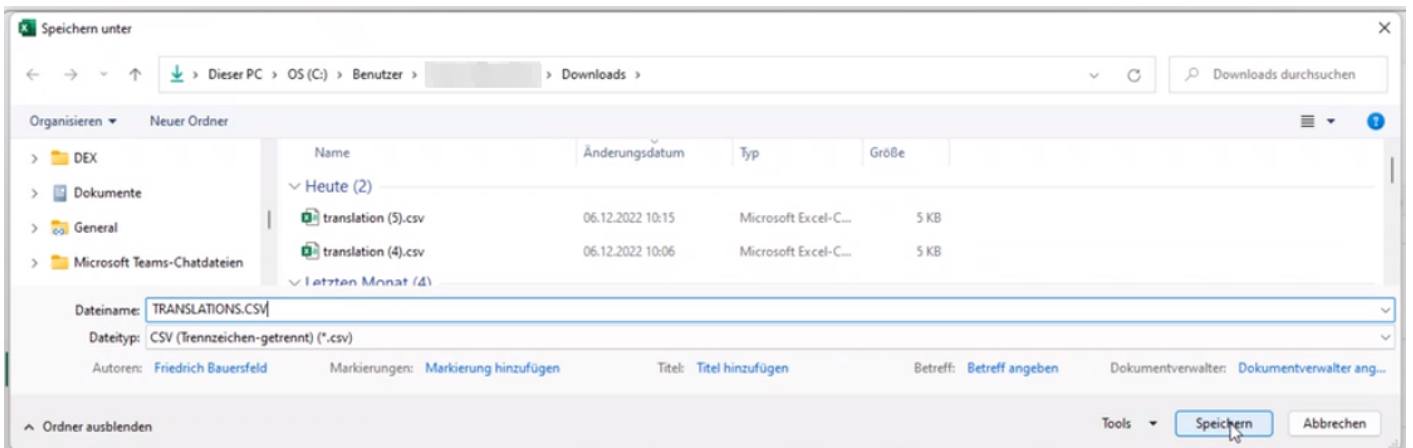 Speichern unter
Dieser PC > OS (C:) > Benutzer > > Downloads >
Downloads durchsuchen
Organisieren Neuer Ordner
Name Änderungsdatum Typ Größe
DEX
Dokumente
General
Microsoft Teams-Chatdateien
Heute (2)
translation (5).csv 06.12.2022 10:15 Microsoft Excel-C... 5 KB
translation (4).csv 06.12.2022 10:06 Microsoft Excel-C... 5 KB
Letzten Monat (4)
Dateiname: TRANSLATIONS.CSV
Dateityp: CSV (Trennzeichen-getrennt) (*.csv)
Autoren: Friedrich Bauersfeld Markierungen: Markierung hinzufügen Titel: Titel hinzufügen Betreff: Betreff angeben Dokumentverwalter: Dokumentverwalter ang...
Ordner ausblenden Tools Speichern Abbrechen